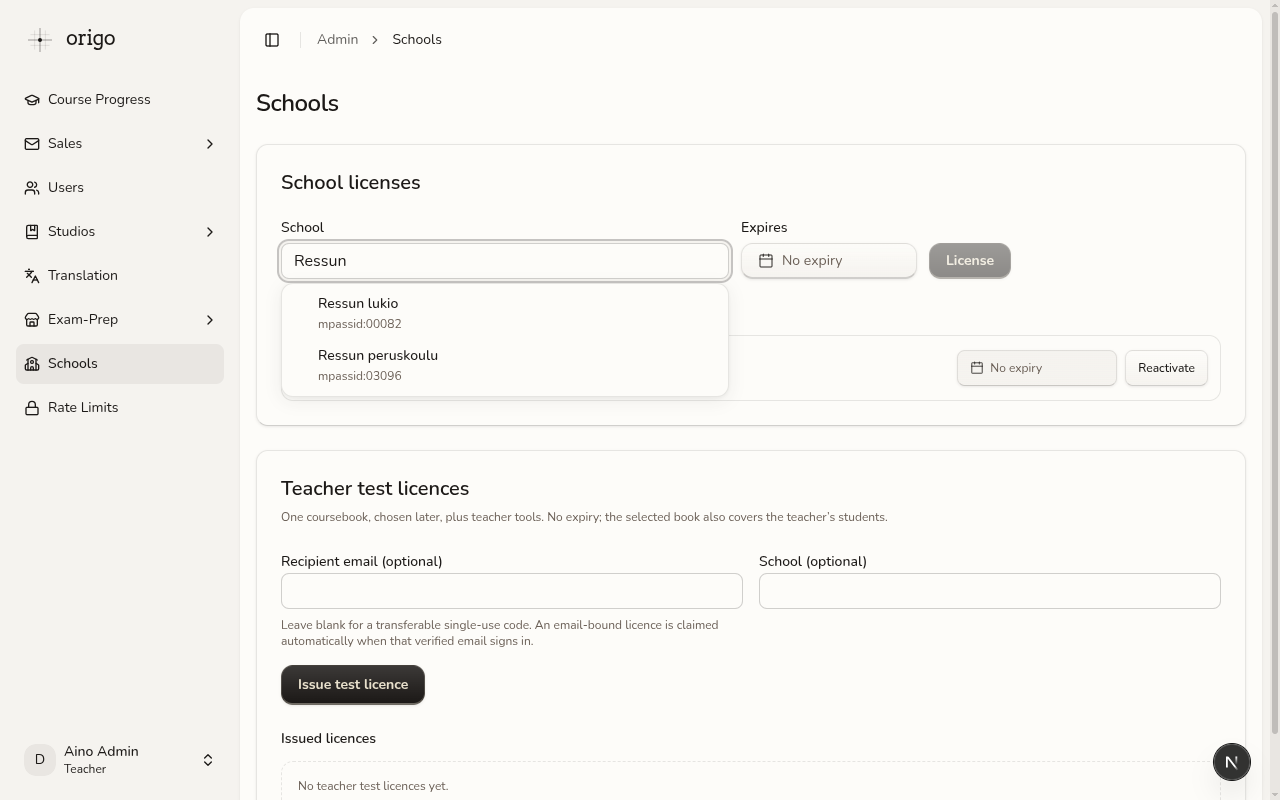 origo
Course Progress
Sales
Users
Studios
Translation
Exam-Prep
Schools
Rate Limits
D
Aino Admin
Teacher
Admin
Schools
Schools
School licenses
School
Expires
Ressun
No expiry
License
Ressun lukio
mpassid:00082
Ressun peruskoulu
mpassid:03096
No expiry
Reactivate
Teacher test licences
One coursebook, chosen later, plus teacher tools. No expiry; the selected book also covers the teacher's students.
Recipient email (optional)
School (optional)
Leave blank for a transferable single-use code. An email-bound licence is claimed
automatically when that verified email signs in.
Issue test licence
Issued licences
No teacher test licences yet.
N